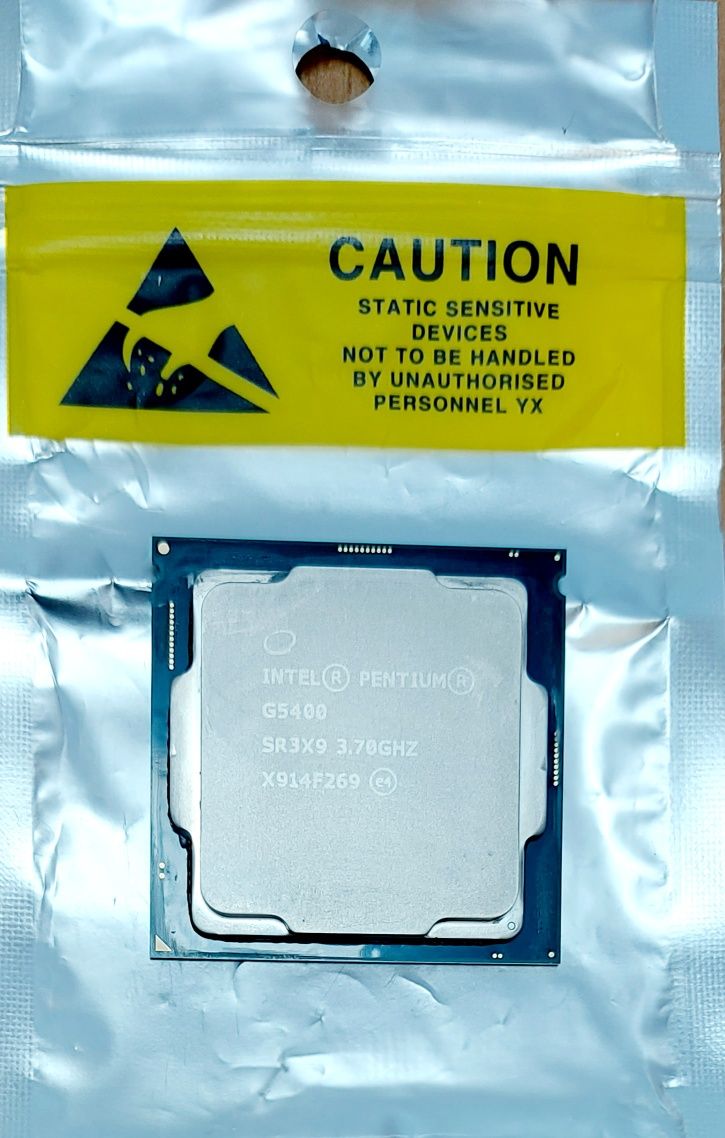 CAUTION
STATIC SENSITIVE
DEVICES
NOT TO BE HANDLED
BY UNAUTHORISED
PERSONNEL YX
INTEL® PENTIUM®
G5400
SR3X9 3.70GHZ
X914F269 e4